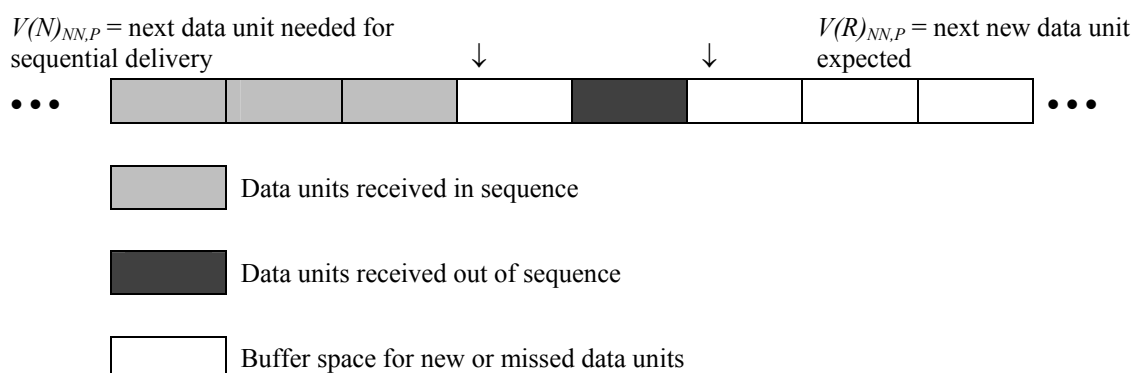 V(N)NN,P = next data unit needed for
sequential delivery
↓
↓
V(R)NN,P = next new data unit
expected
•••
•••
Data units received in sequence
Data units received out of sequence
Buffer space for new or missed data units